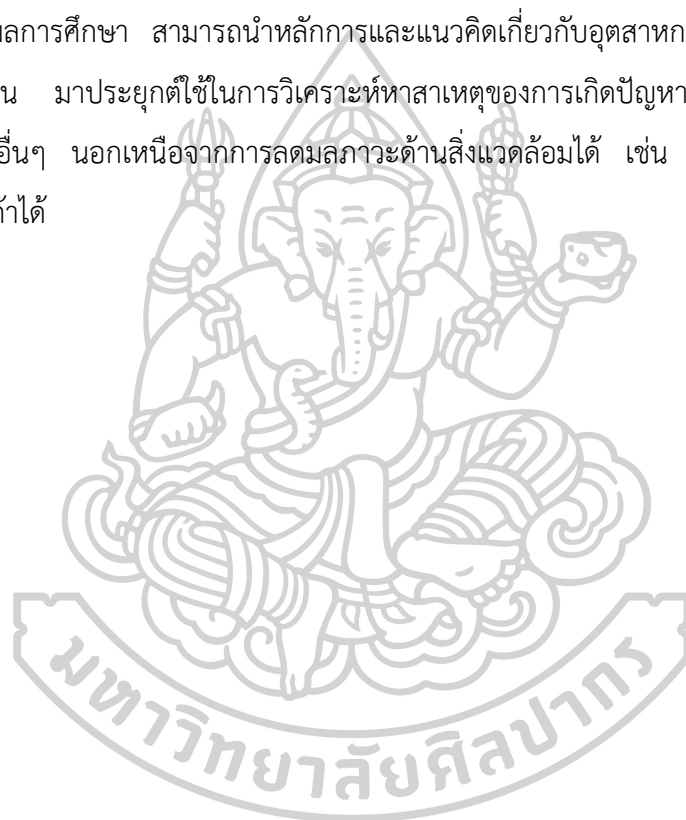 ผลการศึกษา สามารถนำหลักการและแนวคิดเกี่ยวกับอุตสาหก
น มาประยุกต์ใช้ในการวิเคราะห์หาสาเหตุของการเกิดปัญหา
อื่นๆ นอกเหนือจากการลดมลภาวะด้านสิ่งแวดล้อมได้ เช่น
ค้าได้
มหาวิทยาลัยศิลปากร